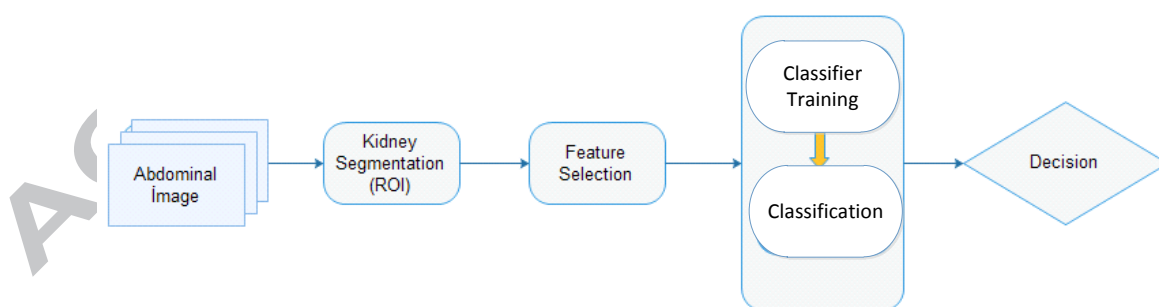 Abdominal
İmage
Kidney
Segmentation
(ROI)
Feature
Selection
Classifier
Training
Classification
Decision